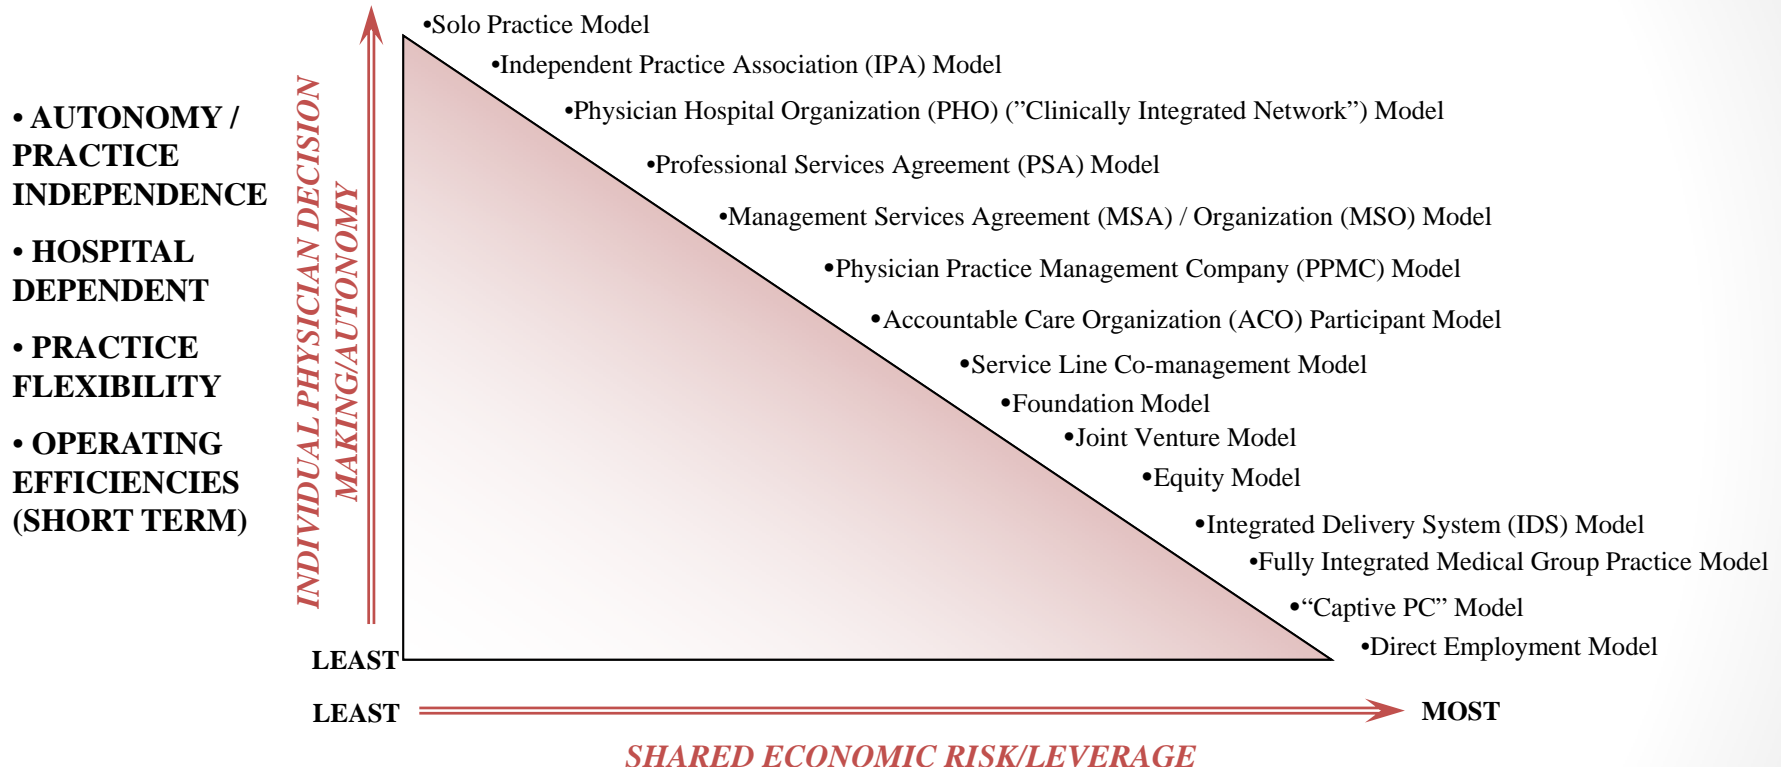 •Solo Practice Model
•Independent Practice Association (IPA) Model
•Physician Hospital Organization (PHO) (”Clinically Integrated Network”) Model
•Professional Services Agreement (PSA) Model
•Management Services Agreement (MSA) / Organization (MSO) Model
•Physician Practice Management Company (PPMC) Model
•Accountable Care Organization (ACO) Participant Model
•Service Line Co-management Model
•Foundation Model
•Joint Venture Model
•Equity Model
•Integrated Delivery System (IDS) Model
•Fully Integrated Medical Group Practice Model
•“Captive PC” Model
•Direct Employment Model
• AUTONOMY /
PRACTICE
INDEPENDENCE
• HOSPITAL
DEPENDENT
• PRACTICE
FLEXIBILITY
• OPERATING
EFFICIENCIES
(SHORT TERM)
INDIVIDUAL PHYSICIAN DECISION
MAKING/AUTONOMY
LEAST
LEAST
MOST
SHARED ECONOMIC RISK/LEVERAGE